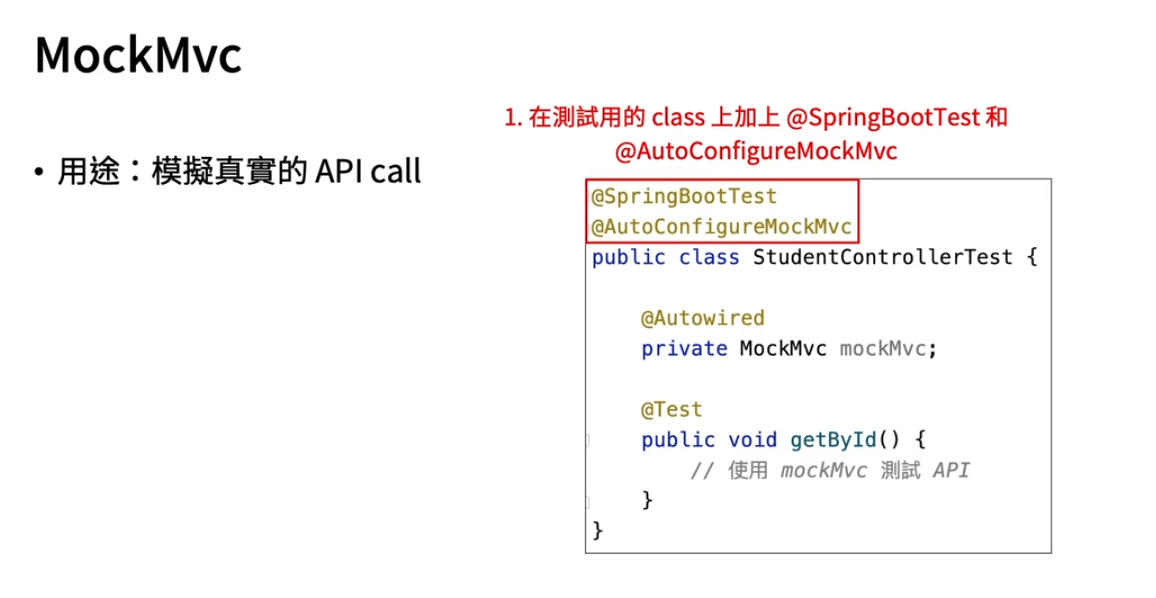 MockMvc
• 用途：模擬真實的 API call
1. 在測試用的 class 上加上 @SpringBootTest 和
@AutoConfigureMockMvc
@SpringBootTest
@AutoConfigureMockMvc
public class StudentControllerTest {
@Autowired
private MockMvc mockMvc;
@Test
public void getById() {
// 使用 mockMvc 測試 API
}
}